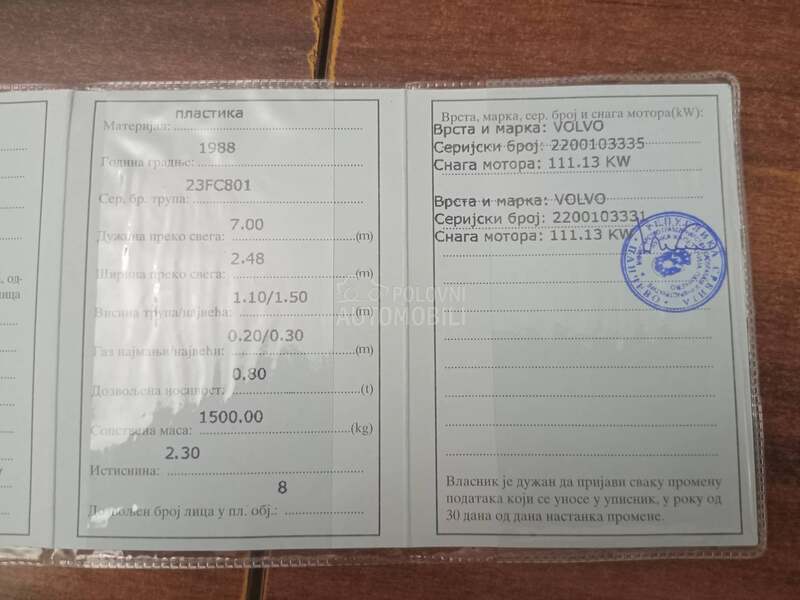 од-
лица
пластика
Материјал:
1988
Година градње:
23FC801
Сер. бр. трупа:
7.00
Дужина преко свега: (m)
2.48
Ширина преко свега: (m)
1.10/1.50
Висина трупа/највећа: (m)
0.20/0.30
Газ најмањи/највећи: (m)
0.80
Дозвољена носивост: (t)
1500.00
Сопствена маса: (kg)
2.30
Истиснина:
8
Дозвољен број лица у пл. обј.:
POLOVNI
AUTOMOBILI
Врста, марка, сер. број и снага мотора(kW):
Врста и марка: VOLVO
Серијски број: 2200103335
Снага мотора: 111.13 KW
Врста и марка: VOLVO
Серијски број: 2200103331
Снага мотора: 111.13 KW
РЕПУБЛИКА СРБИЈА
Власник је дужан да пријави сваку промену
података који се уносе у уписник, у року од
30 дана од дана настанка промене.